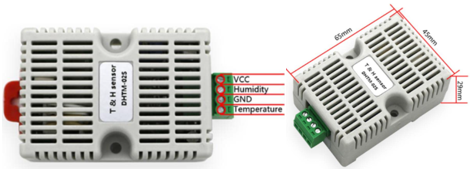 T & H sensor
DHTM-02S
VCC
Humidity
GND
Temperature
65mm
45mm
29mm
T & H sensor
DHTM-02S